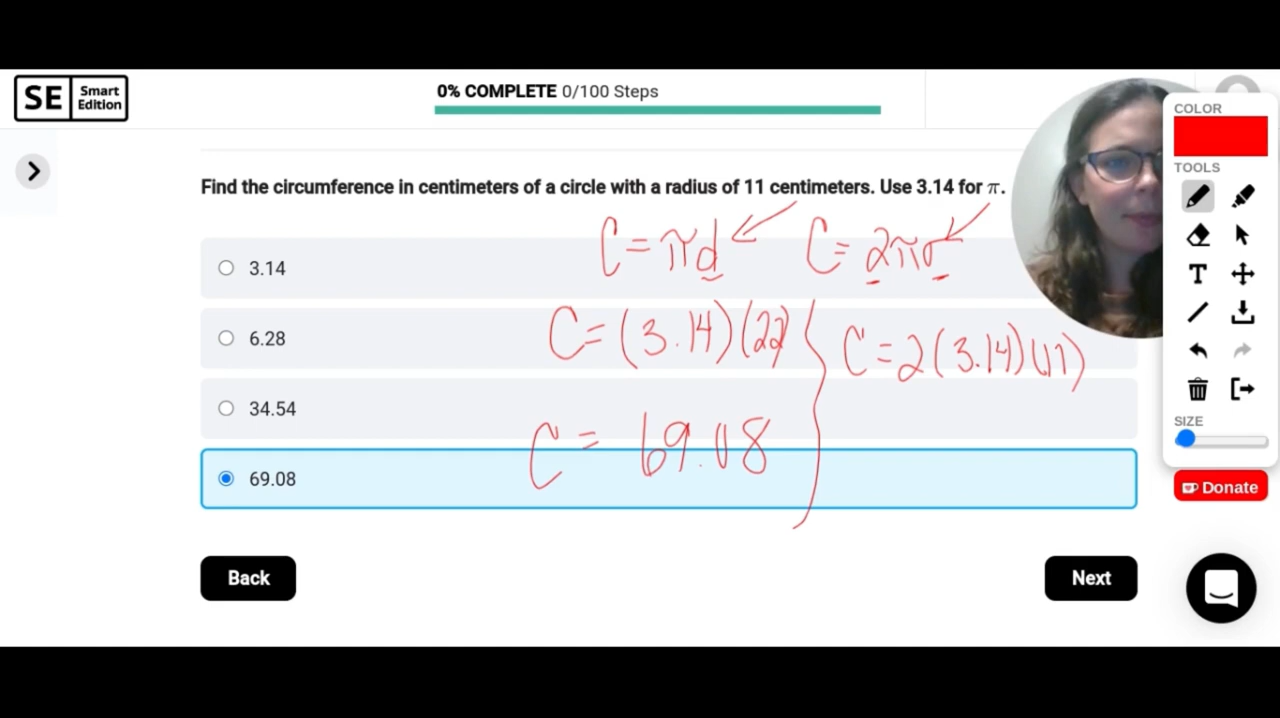 SE Smart Edition
0% COMPLETE 0/100 Steps
COLOR
TOOLS
Find the circumference in centimeters of a circle with a radius of 11 centimeters. Use 3.14 for π.
C = πd C = 2πr
3.14
C = (3.14)(22) C = 2(3.14)(11)
6.28
34.54
C = 69.08
69.08
T
SIZE
Donate
Back
Next